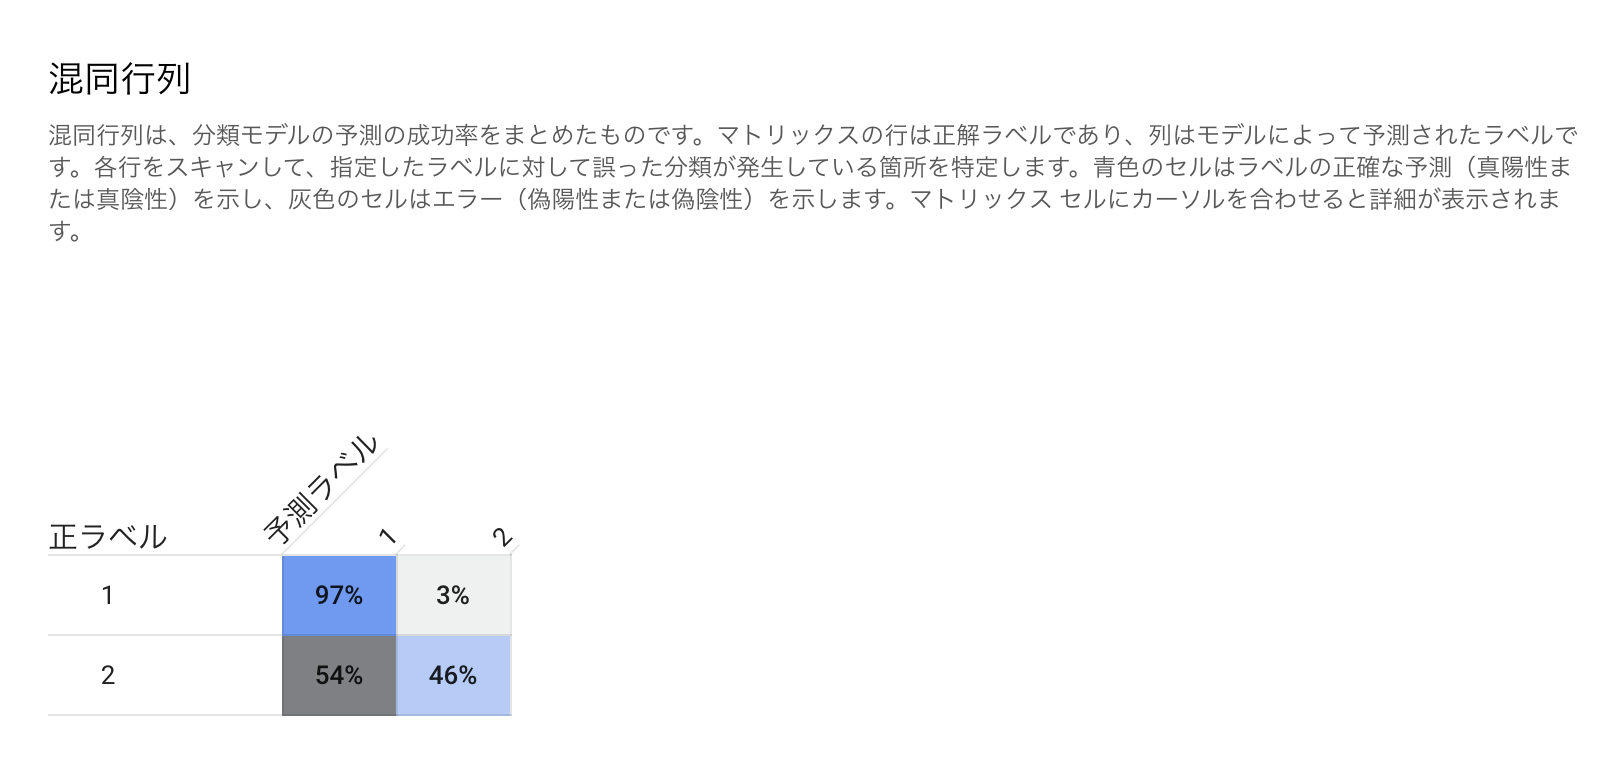 混同行列
混同行列は、分類モデルの予測の成功率をまとめたものです。マトリックスの行は正解ラベルであり、列はモデルによって予測されたラベルで
す。各行をスキャンして、指定したラベルに対して誤った分類が発生している箇所を特定します。青色のセルはラベルの正確な予測（真陽性ま
たは真陰性）を示し、灰色のセルはエラー（偽陽性または偽陰性）を示します。マトリックス セルにカーソルを合わせると詳細が表示されま
す。
予測ラベル
正ラベル 1 2
1 97% 3%
2 54% 46%